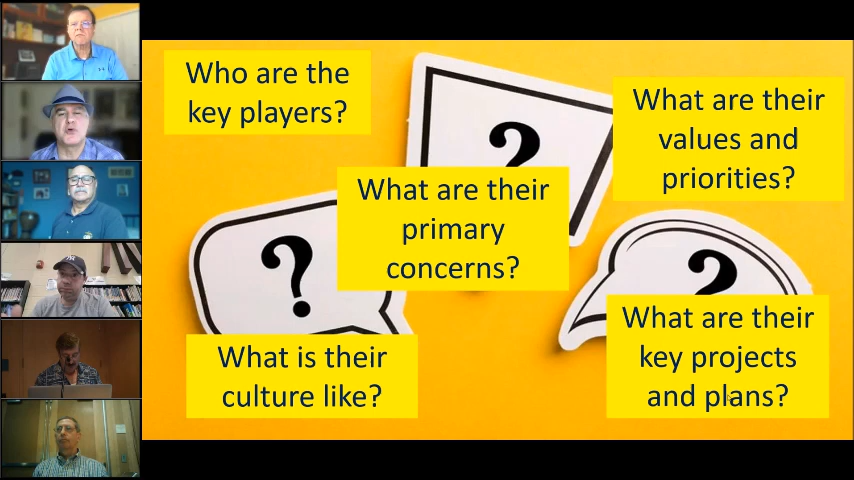 Who are the
key players?
What are their
values and
priorities?
?
What are their
primary
concerns?
?
?
What are their
key projects
and plans?
What is their
culture like?